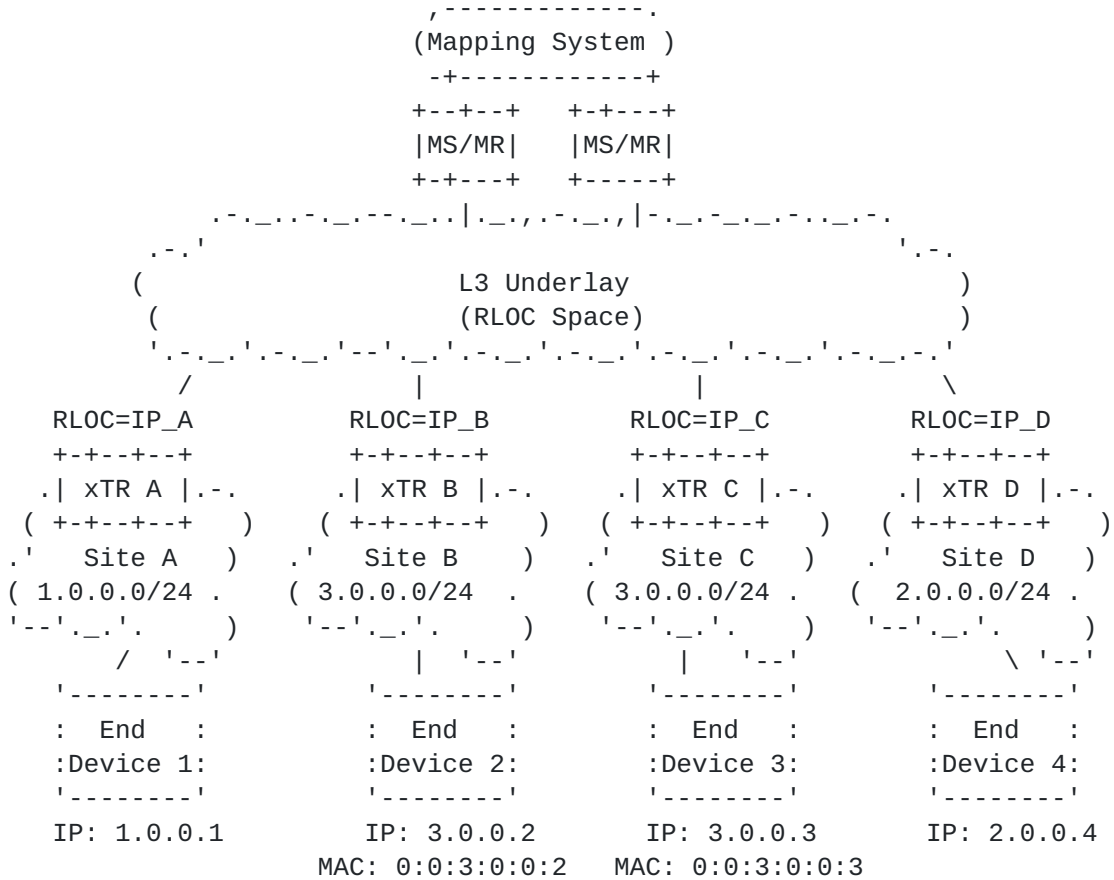 (Mapping System )
|MS/MR| |MS/MR|
L3 Underlay
(RLOC Space)
RLOC=IP_A RLOC=IP_B RLOC=IP_C RLOC=IP_D
.| xTR A |.-. .| xTR B |.-. .| xTR C |.-. .| xTR D |.-.
Site A Site B Site C Site D
1.0.0.0/24 3.0.0.0/24 3.0.0.0/24 2.0.0.0/24
: End : : End : : End : : End :
:Device 1: :Device 2: :Device 3: :Device 4:
IP: 1.0.0.1 IP: 3.0.0.2 IP: 3.0.0.3 IP: 2.0.0.4
MAC: 0:0:3:0:0:2 MAC: 0:0:3:0:0:3